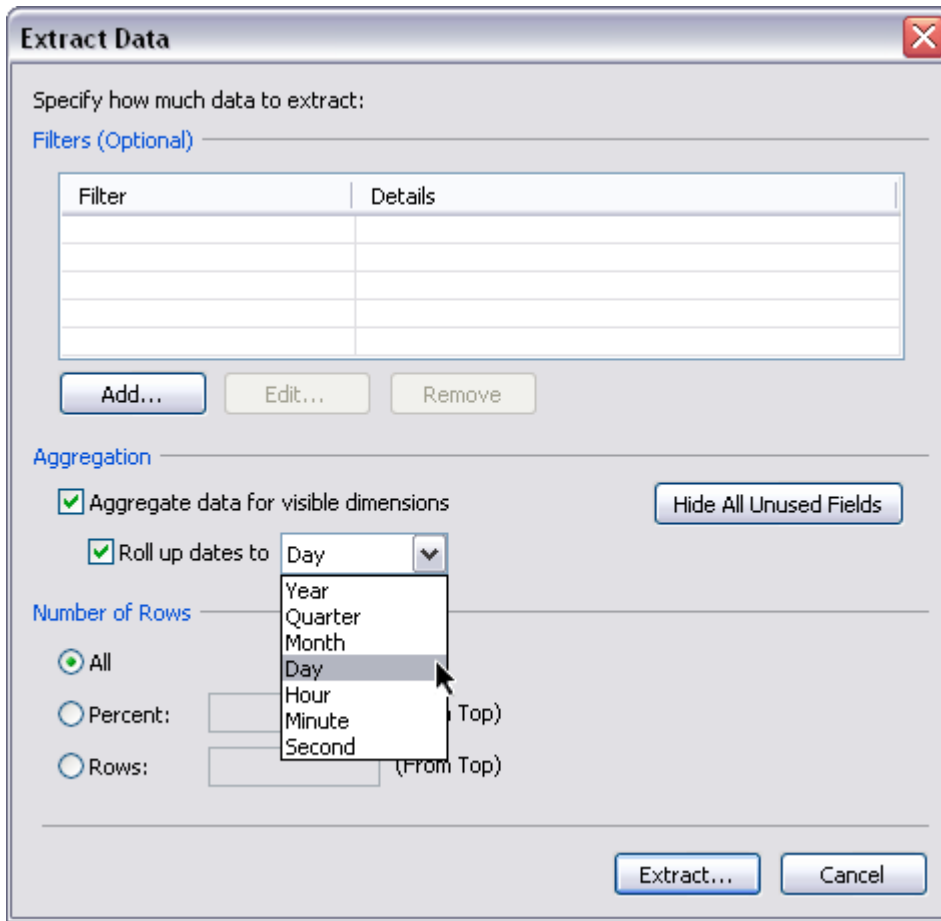 Extract Data
Specify how much data to extract:
Filters (Optional)
Filter Details
Add... Edit... Remove
Aggregation
Aggregate data for visible dimensions Hide All Unused Fields
Roll up dates to Day
Year
Number of Rows Quarter
Month
All Day
Hour
Percent: Minute Top)
Second
Rows: (From Top)
Extract... Cancel